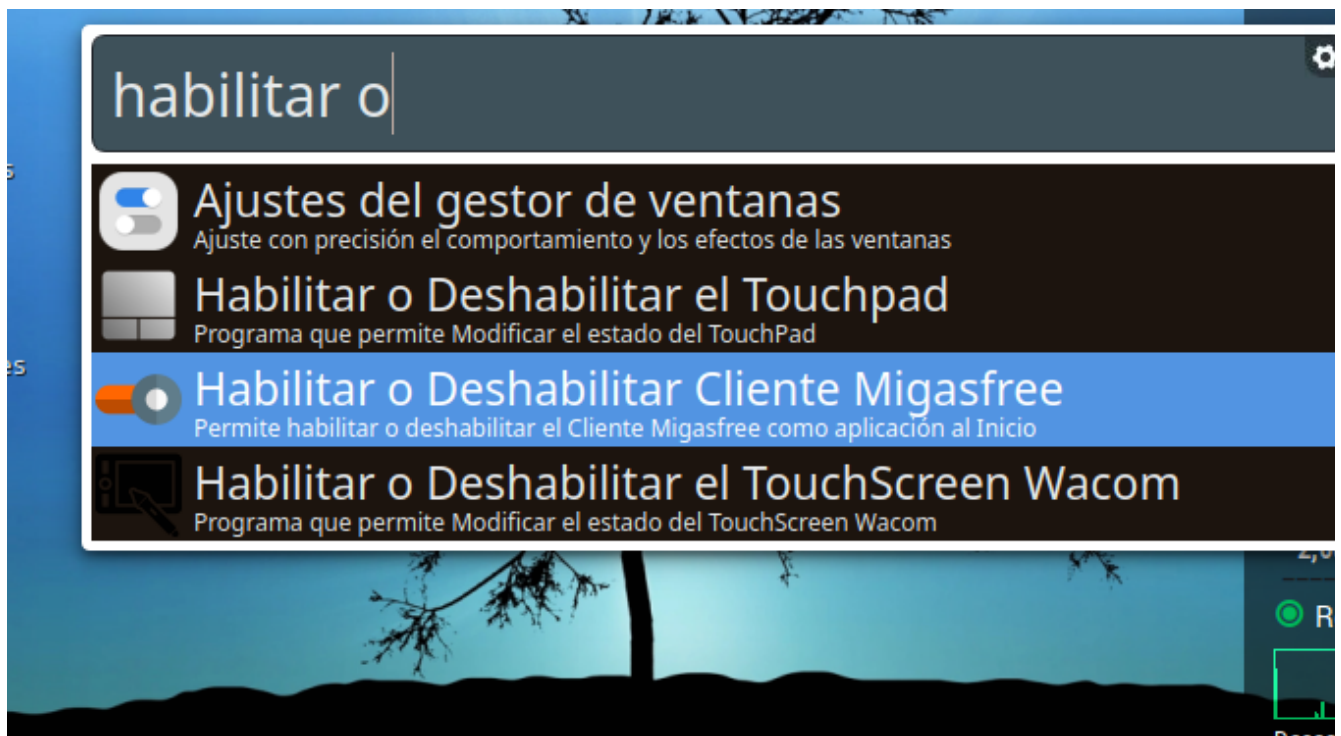 habilitar o
Ajustes del gestor de ventanas
Ajuste con precisión el comportamiento y los efectos de las ventanas
Habilitar o Deshabilitar el Touchpad
Programa que permite Modificar el estado del TouchPad
Habilitar o Deshabilitar Cliente Migasfree
Permite habilitar o deshabilitar el Cliente Migasfree como aplicación al Inicio
Habilitar o Deshabilitar el TouchScreen Wacom
Programa que permite Modificar el estado del TouchScreen Wacom
R